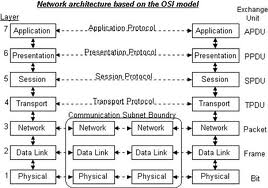 Network architecture based on the OSI model
Layer Exchange Unit
7 Application Application Protocol Application APDU
6 Presentation Presentation Protocol Presentation PPDU
5 Session Session Protocol Session SPDU
4 Transport Transport Protocol Transport TPDU
Communication Subnet Boundry
3 Network Network Network Network Packet
2 Data Link Data Link Data Link Data Link Frame
1 Physical Physical Physical Physical Bit